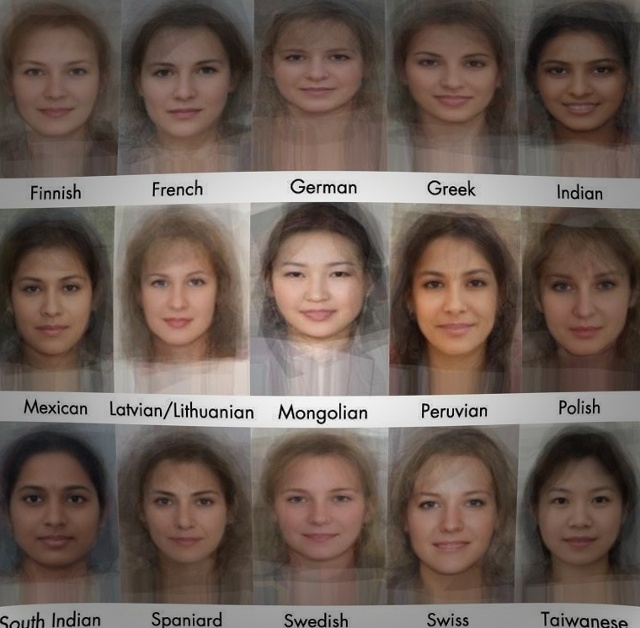 Finnish French German Greek Indian
Mexican Latvian/Lithuanian Mongolian Peruvian Polish
South Indian Spaniard Swedish Swiss Taiwanese